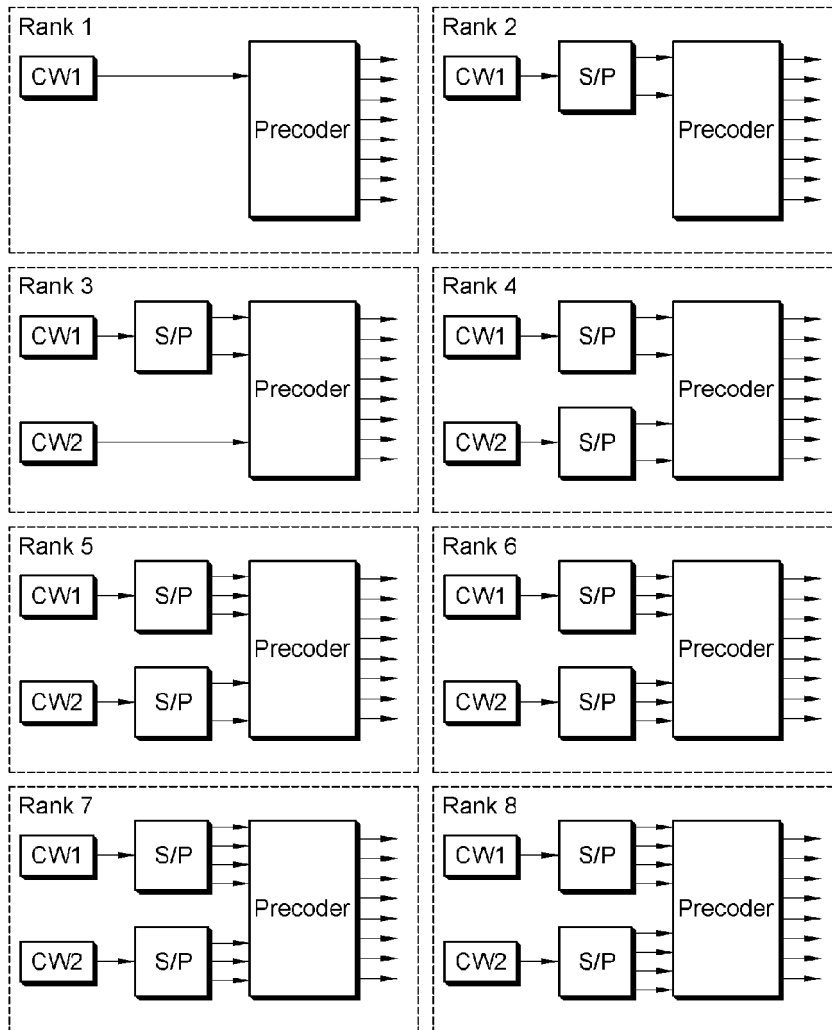 Rank 1
CW1
Precoder
Rank 2
CW1
S/P
Precoder
Rank 3
CW1
S/P
Precoder
CW2
Rank 4
CW1
S/P
Precoder
CW2
S/P
Rank 5
CW1
S/P
Precoder
CW2
S/P
Rank 6
CW1
S/P
Precoder
CW2
S/P
Rank 7
CW1
S/P
Precoder
CW2
S/P
Rank 8
CW1
S/P
Precoder
CW2
S/P